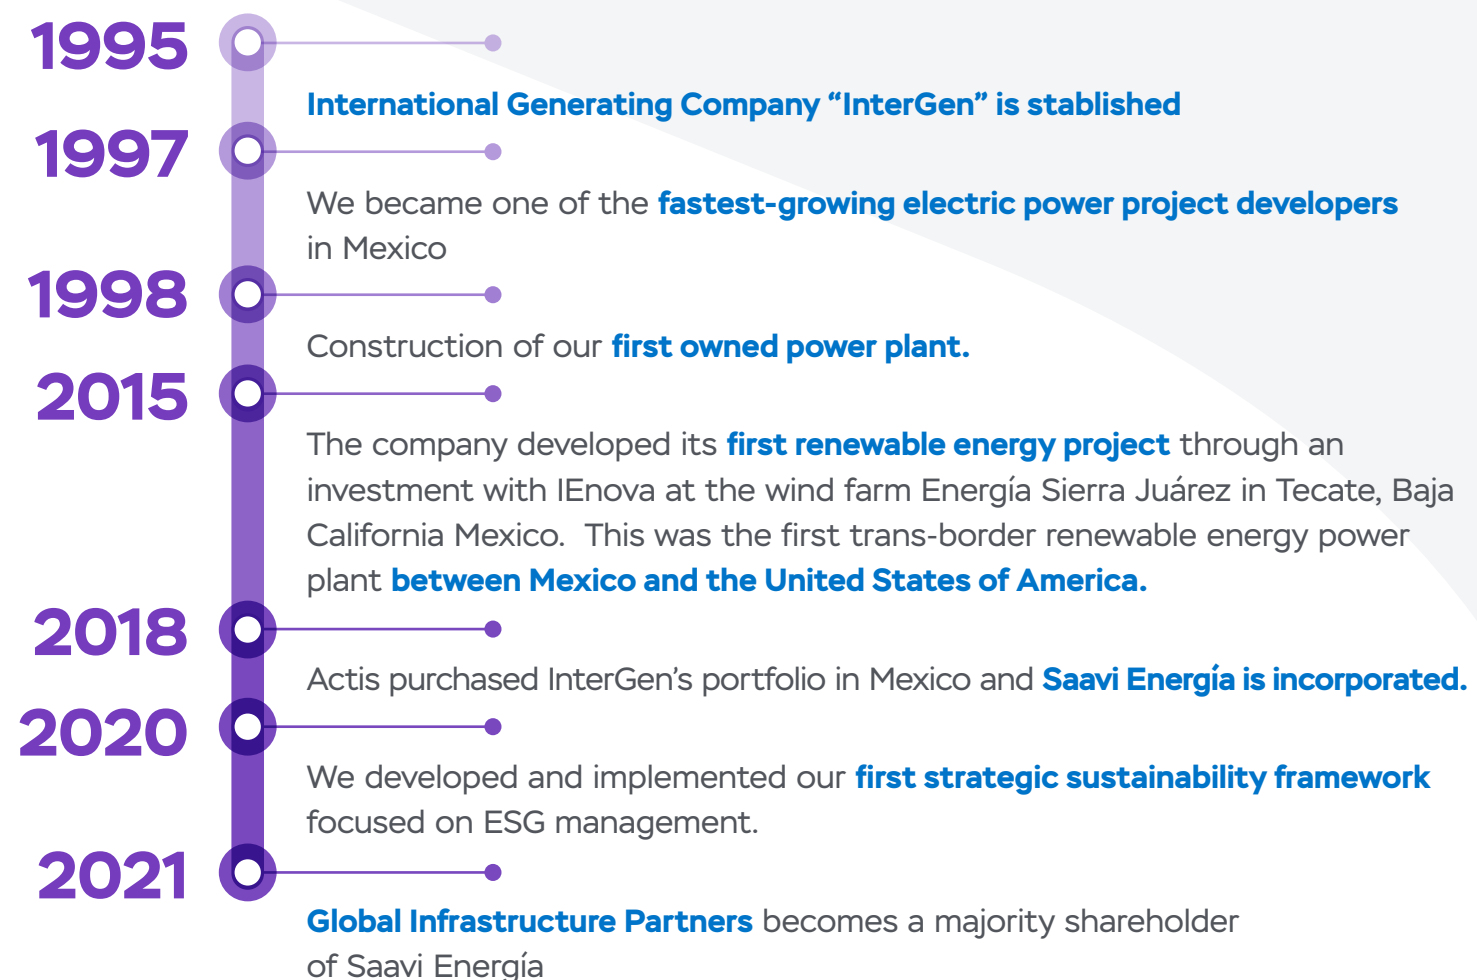 1995
International Generating Company “InterGen” is stablished
1997
We became one of the fastest-growing electric power project developers
in Mexico
1998
Construction of our first owned power plant.
2015
The company developed its first renewable energy project through an
investment with IEnova at the wind farm Energía Sierra Juárez in Tecate, Baja
California Mexico.  This was the first trans-border renewable energy power
plant between Mexico and the United States of America.
2018
Actis purchased InterGen’s portfolio in Mexico and Saavi Energía is incorporated.
2020
We developed and implemented our first strategic sustainability framework
focused on ESG management.
2021
Global Infrastructure Partners becomes a majority shareholder
of Saavi Energía